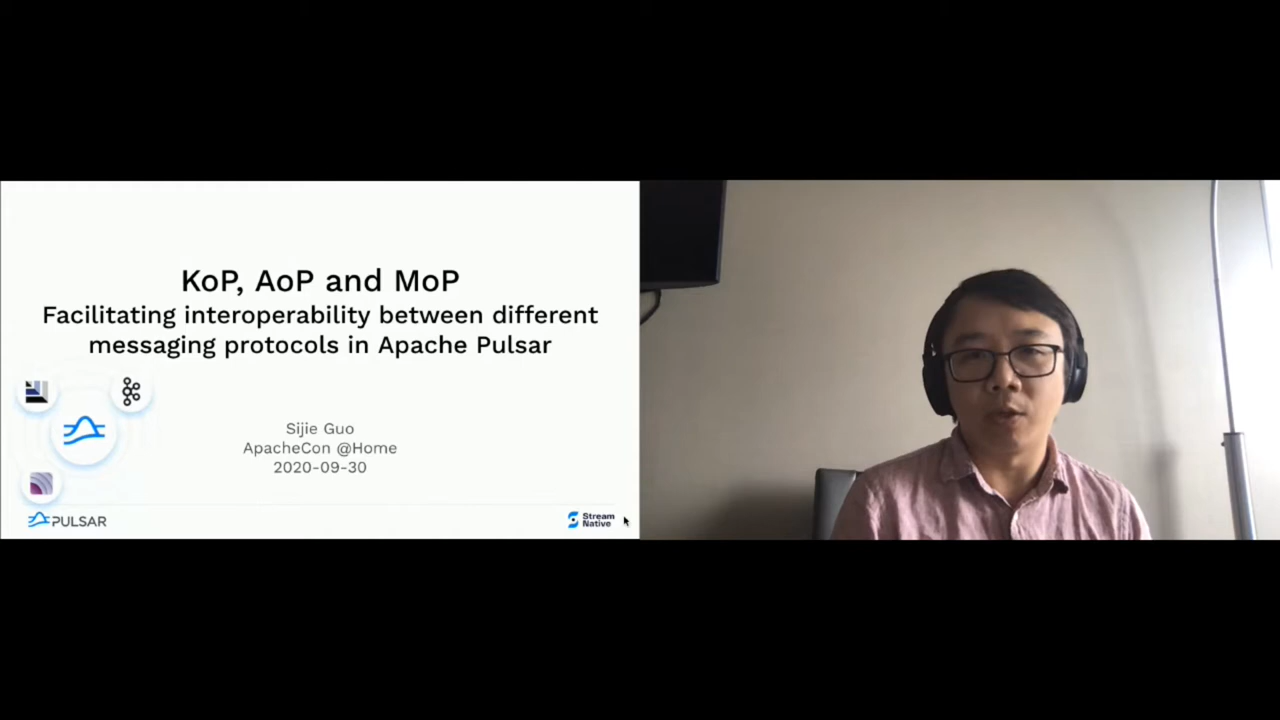 KoP, AoP and MoP
Facilitating interoperability between different
messaging protocols in Apache Pulsar
Sijie Guo
ApacheCon @Home
2020-09-30
PULSAR
Stream
Native